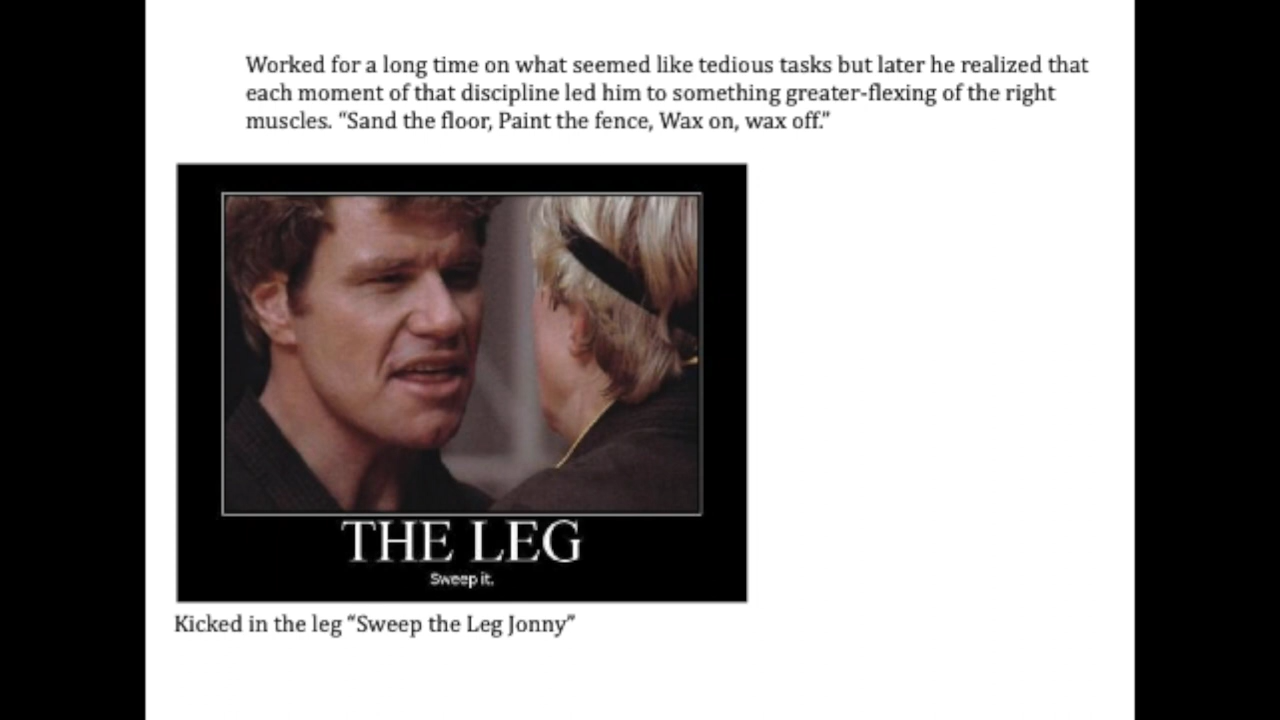 Worked for a long time on what seemed like tedious tasks but later he realized that
each moment of that discipline led him to something greater-flexing of the right
muscles. “Sand the floor, Paint the fence, Wax on, wax off.”
THE LEG
Sweep it.
Kicked in the leg “Sweep the Leg Jonny”